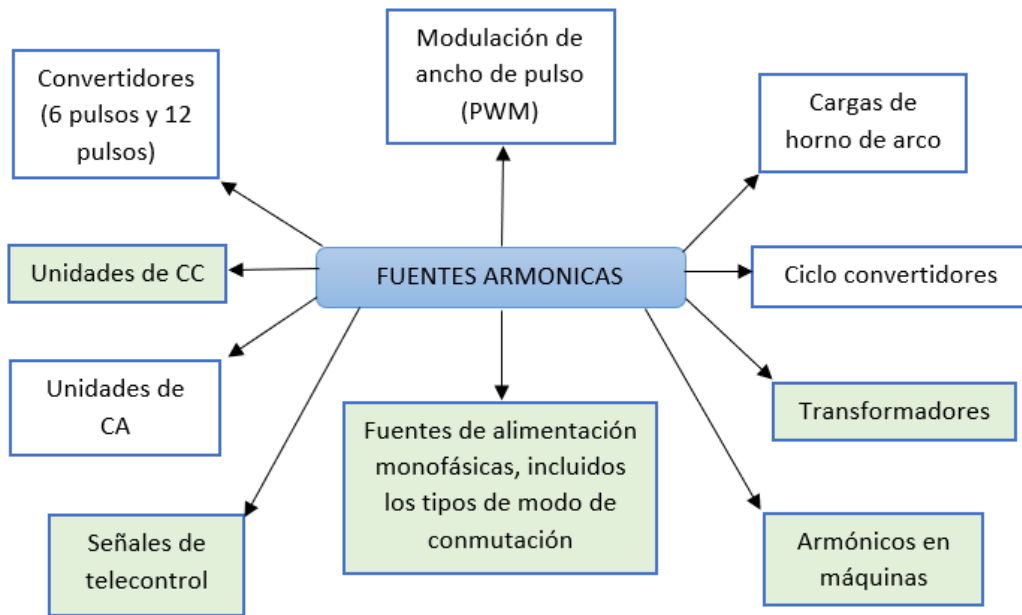 Modulación de
ancho de pulso
(PWM)
Convertidores
(6 pulsos y 12
pulsos)
Cargas de
horno de arco
Unidades de CC
FUENTES ARMONICAS
Ciclo convertidores
Unidades de
CA
Transformadores
Fuentes de alimentación
monofásicas, incluidos
los tipos de modo de
conmutación
Señales de
telecontrol
Armónicos en
máquinas